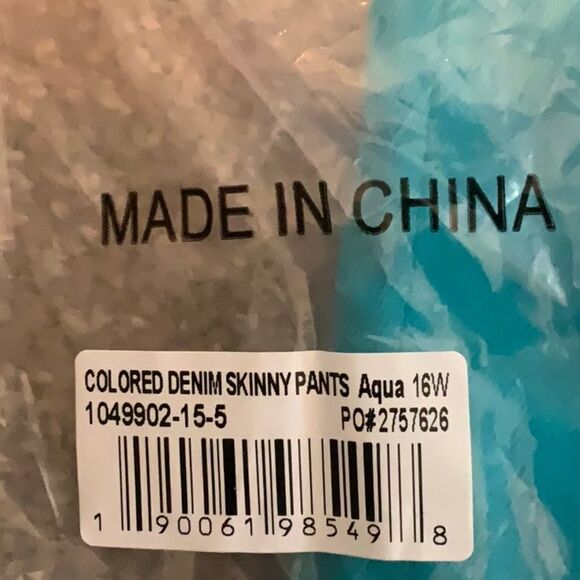 MADE IN CHINA
COLORED DENIM SKINNY PANTS Aqua 16W
1049902-15-5 PO#2757626
1 90061 98549 8